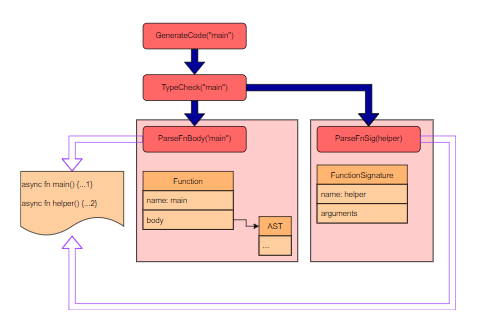 GenerateCode("main")
TypeCheck("main")
ParseFnBody("main")
ParseFnSig(helper)
Function
name: main
body
AST
...
FunctionSignature
name: helper
arguments
async fn main() {...1}
async fn helper() {...2}